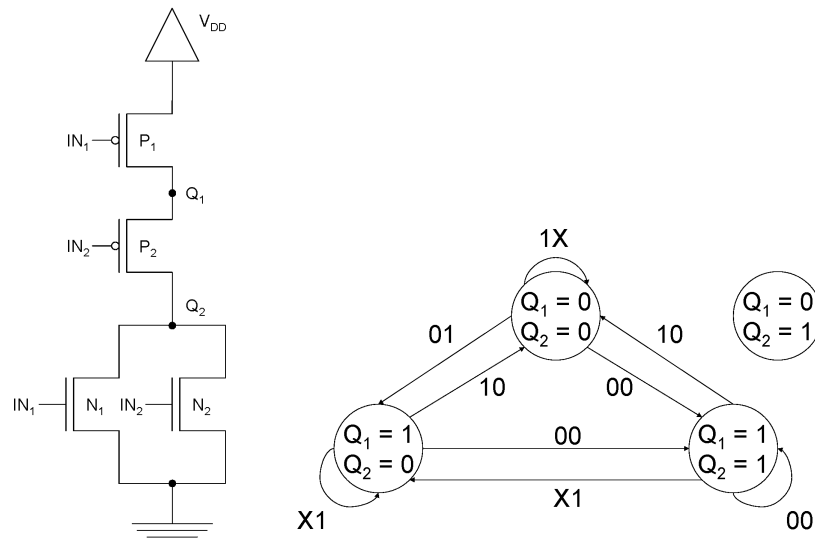 V_DD
IN₁
P₁
Q₁
IN₂
P₂
Q₂
IN₁
N₁
IN₂
N₂
1X
Q₁ = 0
Q₂ = 0
Q₁ = 0
Q₂ = 1
01
10
10
00
Q₁ = 1
Q₂ = 0
00
Q₁ = 1
Q₂ = 1
X1
X1
00